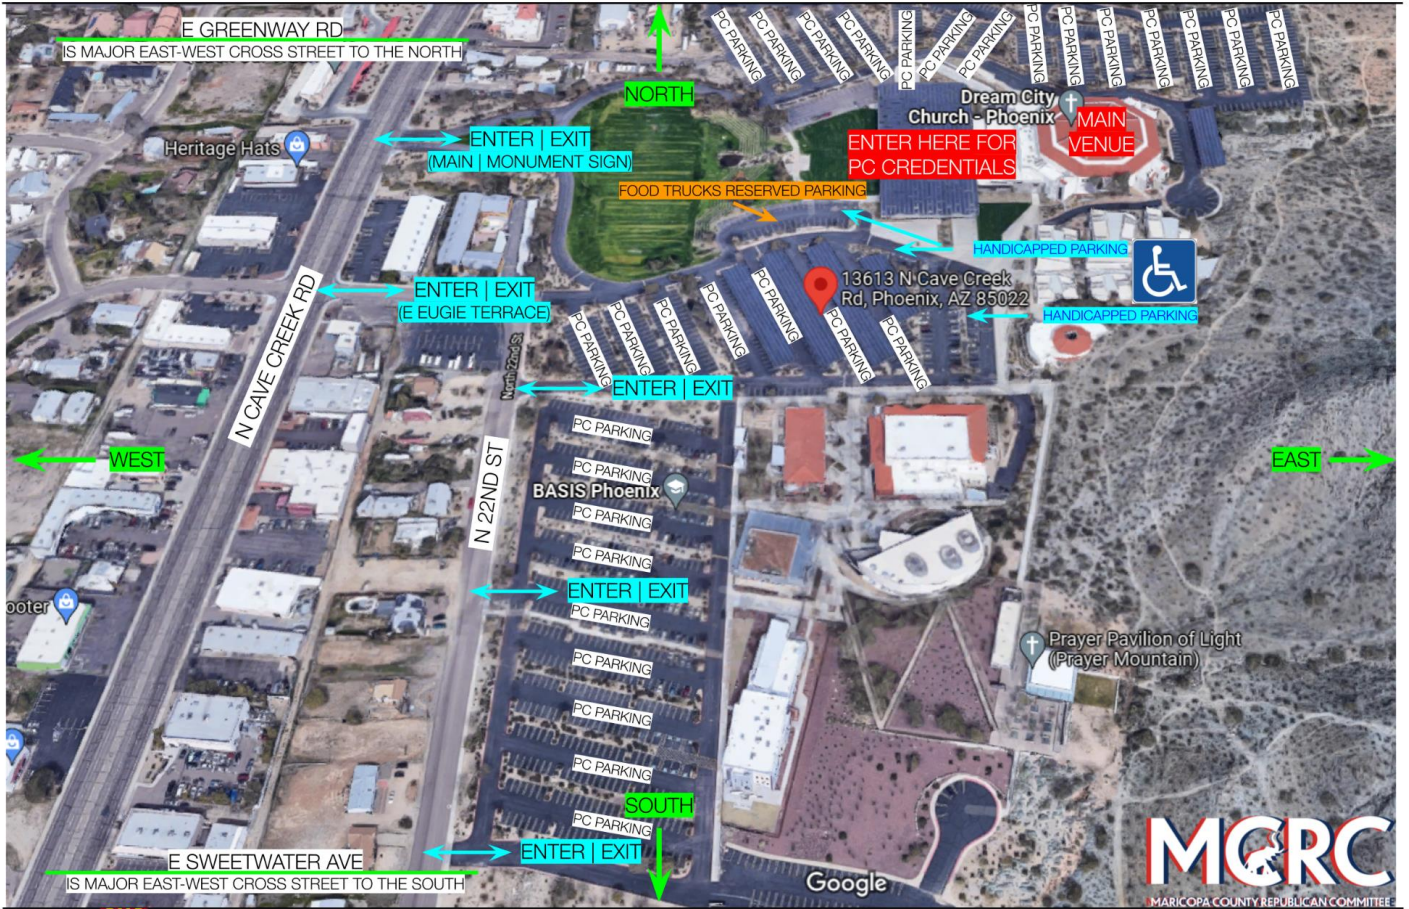 E GREENWAY RD
IS MAJOR EAST-WEST CROSS STREET TO THE NORTH
NORTH
PC PARKING
PC PARKING
PC PARKING
PC PARKING
PC PARKING
PC PARKING
PC PARKING
PC PARKING
PC PARKING
PC PARKING
PC PARKING
PC PARKING
PC PARKING
PC PARKING
Dream City
Church - Phoenix
MAIN
VENUE
Heritage Hats
ENTER | EXIT
(MAIN | MONUMENT SIGN)
ENTER HERE FOR
PC CREDENTIALS
FOOD TRUCKS RESERVED PARKING
HANDICAPPED PARKING
13613 N Cave Creek
Rd, Phoenix, AZ 85022
HANDICAPPED PARKING
ENTER | EXIT
(E EUGIE TERRACE)
N CAVE CREEK RD
PC PARKING
PC PARKING
PC PARKING
PC PARKING
PC PARKING
PC PARKING
PC PARKING
North 22nd St
ENTER | EXIT
PC PARKING
WEST
EAST
PC PARKING
BASIS Phoenix
N 22ND ST
PC PARKING
PC PARKING
ENTER | EXIT
PC PARKING
ooter
PC PARKING
Prayer Pavilion of Light
(Prayer Mountain)
PC PARKING
PC PARKING
SOUTH
PC PARKING
ENTER | EXIT
E SWEETWATER AVE
IS MAJOR EAST-WEST CROSS STREET TO THE SOUTH
Google
MCRC
MARICOPA COUNTY REPUBLICAN COMMITTEE